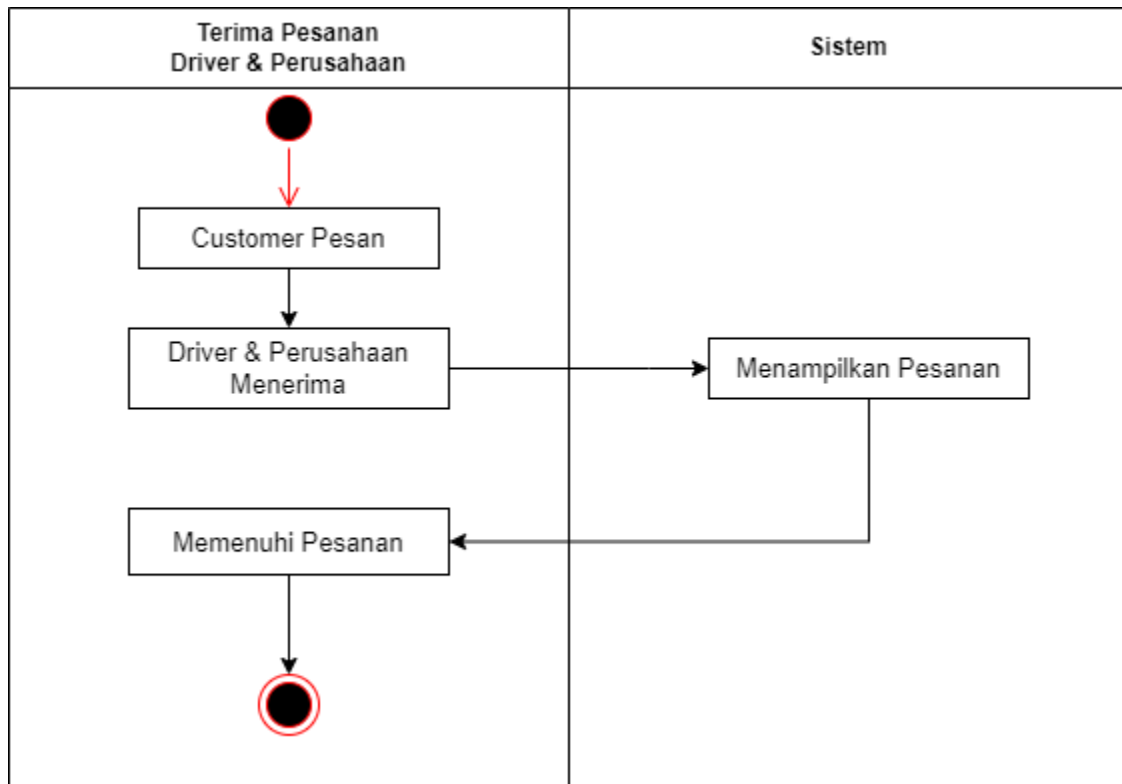 Terima Pesanan
Driver & Perusahaan
Sistem
Customer Pesan
Driver & Perusahaan
Menerima
Menampilkan Pesanan
Memenuhi Pesanan